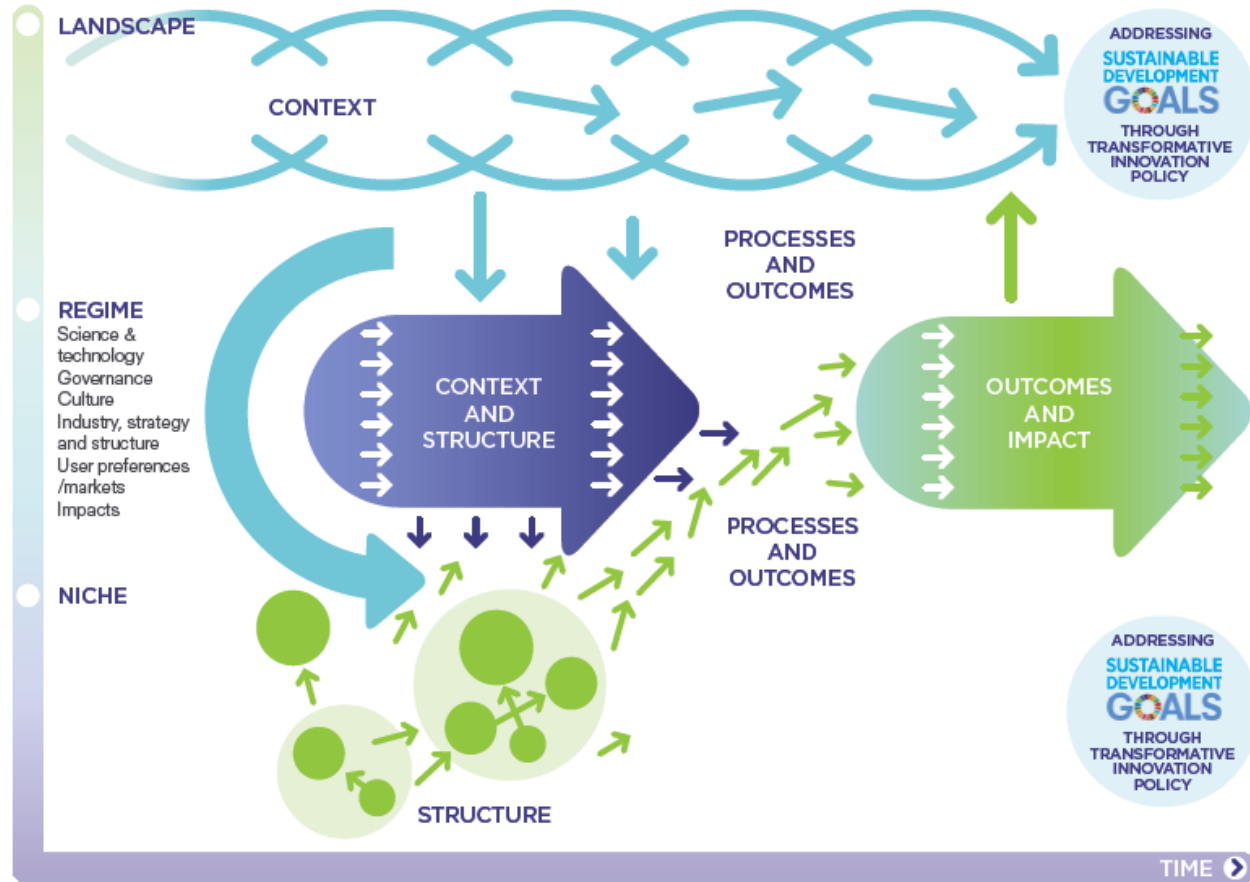 LANDSCAPE
CONTEXT
ADDRESSING
SUSTAINABLE
DEVELOPMENT
GOALS
THROUGH
TRANSFORMATIVE
INNOVATION
POLICY
PROCESSES
AND
OUTCOMES
REGIME
Science &
technology
Governance
Culture
Industry, strategy
and structure
User preferences
/markets
Impacts
CONTEXT
AND
STRUCTURE
OUTCOMES
AND
IMPACT
PROCESSES
AND
OUTCOMES
NICHE
STRUCTURE
ADDRESSING
SUSTAINABLE
DEVELOPMENT
GOALS
THROUGH
TRANSFORMATIVE
INNOVATION
POLICY
TIME